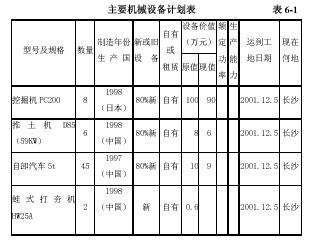 主要机械设备计划表 表 6-1
型号及规格 数量 制造年份 生产国 新或旧设备 自有或租赁 设备价值（万元） 原值 现值 额定功率 生产能力 达到工地日期 现在何地
挖掘机 PC200 8 1998（日本） 80%新 自有 100 90 2001.12.5 长沙
推土机 D85（59KW） 6 1998（中国） 80%新 自有 8 6 2001.12.5 长沙
自卸汽车 5t 45 1997（中国） 80%新 自有 10 9 2001.12.5 长沙
蛙式打夯机 HW25A 2 1998（中国） 新 自有 0.6 2001.12.5 长沙